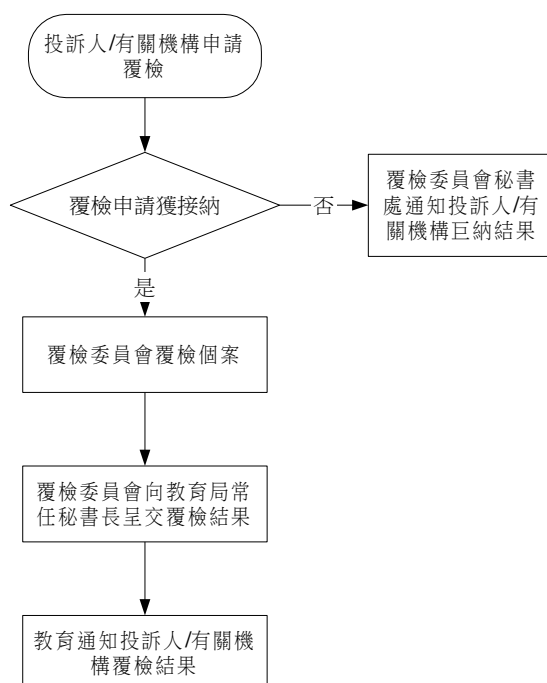 投訴人/有關機構申請
覆檢
覆檢申請獲接納
否
覆檢委員會秘書
處通知投訴人/有
關機構巨納結果
是
覆檢委員會覆檢個案
覆檢委員會向教育局常
任秘書長呈交覆檢結果
教育通知投訴人/有關機
構覆檢結果